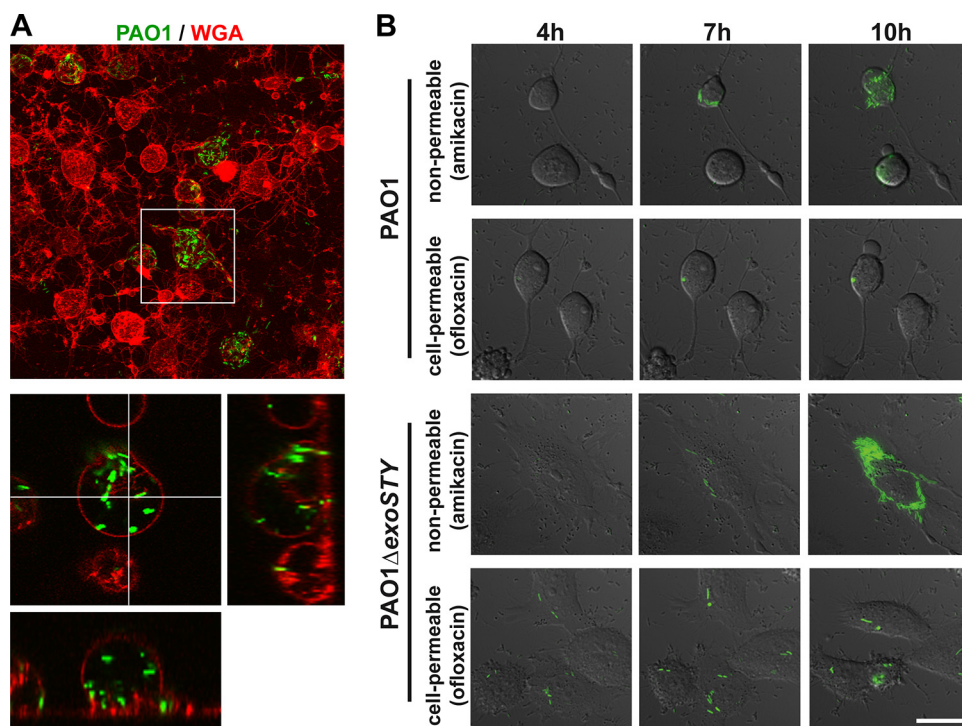 A
PAO1 / WGA
B
4h
7h
10h
PAO1
non-permeable
(amikacin)
cell-permeable
(ofloxacin)
PAO1ΔexoSTY
non-permeable
(amikacin)
cell-permeable
(ofloxacin)